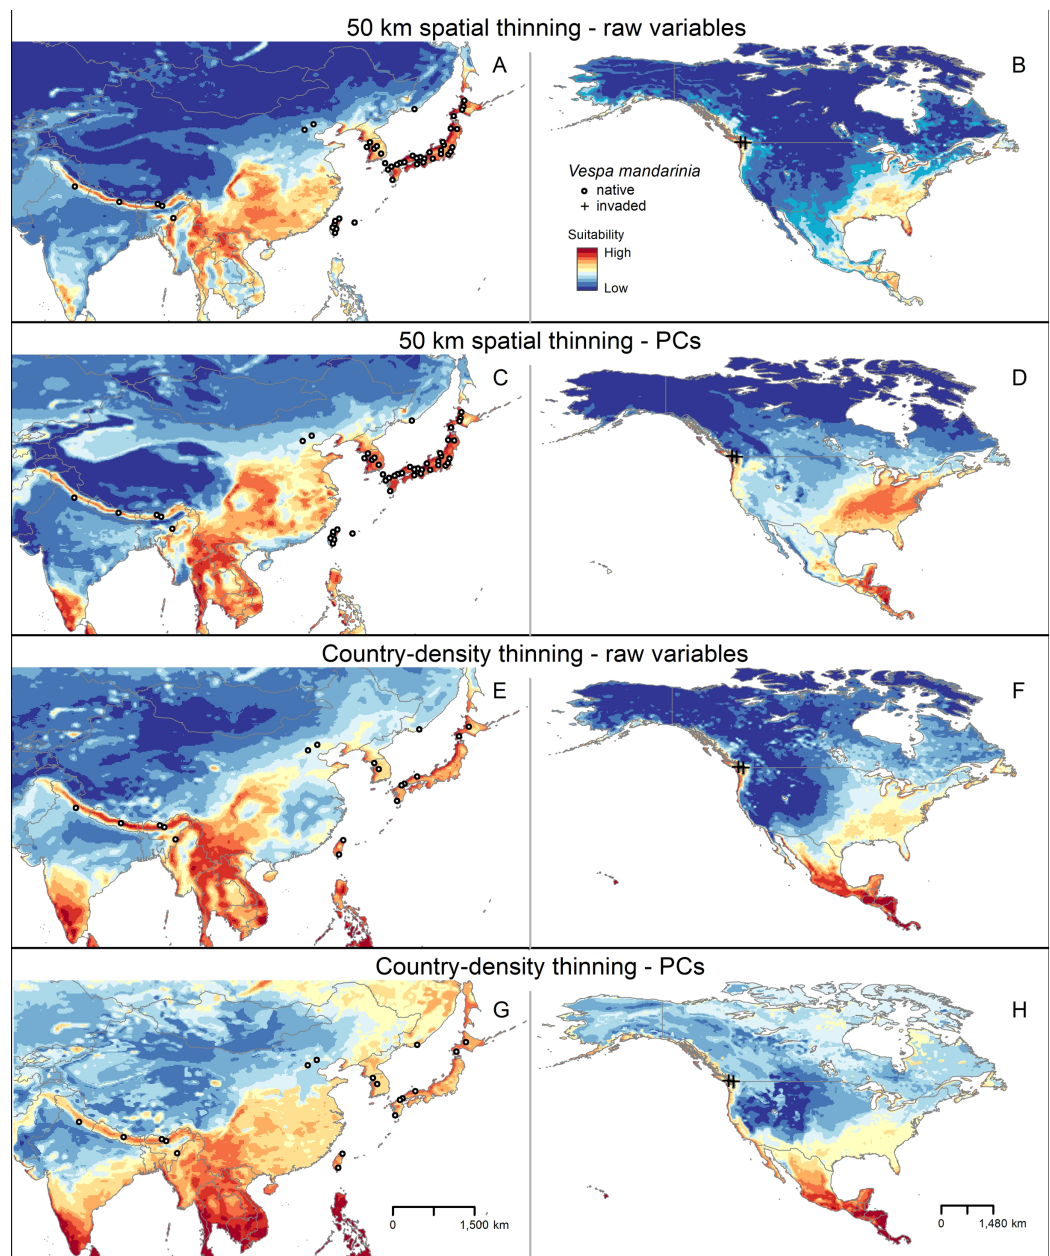 50 km spatial thinning - raw variables
A
B
Vespa mandarinia
native
+ invaded
Suitability
High
Low
50 km spatial thinning - PCs
C
D
Country-density thinning - raw variables
E
F
Country-density thinning - PCs
G
H
0 1,500 km
0 1,480 km